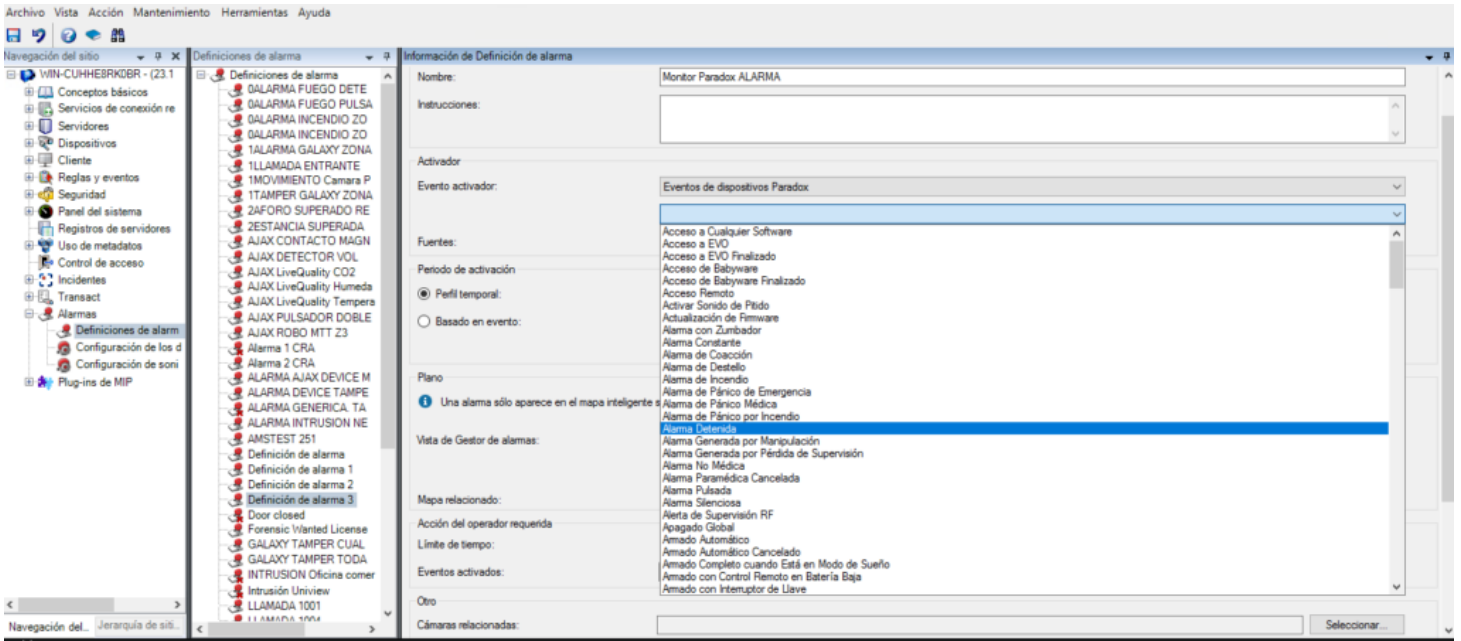 Archivo Vista Acción Mantenimiento Herramientas Ayuda
Navegación del sitio
WIN-CUHHE8RK0BR - (23.1
Conceptos básicos
Servicios de conexión re
Servidores
Dispositivos
Cliente
Reglas y eventos
Seguridad
Panel del sistema
Registros de servidores
Uso de metadatos
Control de acceso
Incidentes
Transact
Alarmas
Definiciones de alarm
Configuración de los d
Configuración de soni
Plug-ins de MIP
Navegación del...
Jerarquía de siti...
Definiciones de alarma
Definiciones de alarma
0ALARMA FUEGO DETE
0ALARMA FUEGO PULSA
0ALARMA INCENDIO ZO
0ALARMA INCENDIO ZO
1ALARMA GALAXY ZONA
1LLAMADA ENTRANTE
1MOVIMIENTO Camara P
1TAMPER GALAXY ZONA
2AFORO SUPERADO RE
2ESTANCIA SUPERADA
AJAX CONTACTO MAGN
AJAX DETECTOR VOL
AJAX LiveQuality CO2
AJAX LiveQuality Humeda
AJAX LiveQuality Tempera
AJAX PULSADOR DOBLE
AJAX ROBO MTT Z3
Alarma 1 CRA
Alarma 2 CRA
ALARMA AJAX DEVICE M
ALARMA DEVICE TAMPE
ALARMA GENERICA. TA
ALARMA INTRUSION NE
AMSTEST 251
Definición de alarma
Definición de alarma 1
Definición de alarma 2
Definición de alarma 3
Door closed
Forensic Wanted License
GALAXY TAMPER CUAL
GALAXY TAMPER TODA
INTRUSION Oficina comer
Intrusión Uniview
LLAMADA 1001
LLAMADA 1004
Información de Definición de alarma
Nombre:
Monitor Paradox ALARMA
Instrucciones:
Activador
Evento activador:
Eventos de dispositivos Paradox
Fuentes:
Periodo de activación
Perfil temporal:
Basado en evento:
Plano
Una alarma sólo aparece en el mapa inteligente s
Vista de Gestor de alarmas:
Mapa relacionado:
Acción del operador requerida
Límite de tiempo:
Eventos activados:
Otro
Cámaras relacionadas:
Seleccionar...
Acceso a Cualquier Software
Acceso a EVO
Acceso a EVO Finalizado
Acceso de Babyware
Acceso de Babyware Finalizado
Acceso Remoto
Activar Sonido de Pitido
Actualización de Firmware
Alarma con Zumbador
Alarma Constante
Alarma de Coacción
Alarma de Destello
Alarma de Incendio
Alarma de Pánico de Emergencia
Alarma de Pánico Médica
Alarma de Pánico por Incendio
Alarma Detenida
Alarma Generada por Manipulación
Alarma Generada por Pérdida de Supervisión
Alarma No Médica
Alarma Paramédica Cancelada
Alarma Pulsada
Alarma Silenciosa
Alerta de Supervisión RF
Apagado Global
Armado Automático
Armado Automático Cancelado
Armado Completo cuando Está en Modo de Sueño
Armado con Control Remoto en Batería Baja
Armado con Interruptor de Llave